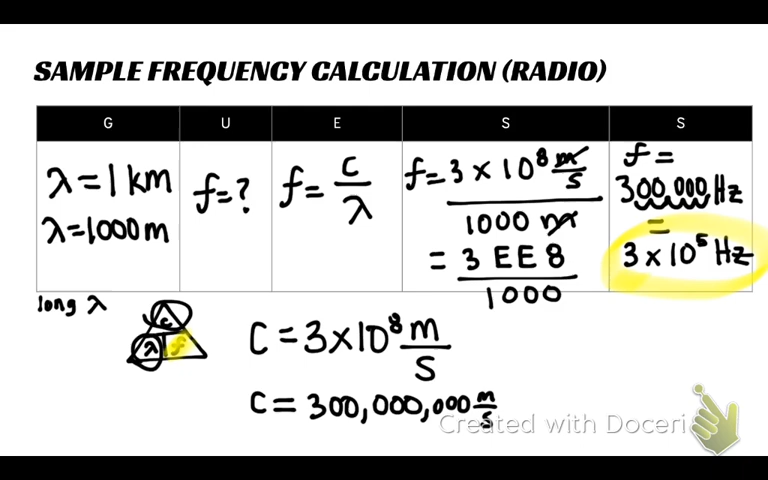 SAMPLE FREQUENCY CALCULATION (RADIO)
G U E S S
λ = 1 km
λ = 1000 m
f = ?
f = c
λ
f = 3 × 10⁸ m/s
1000 m
= 3 EE 8
1000
f =
300,000, Hz
=
3 × 10⁵ Hz
long λ
c
λ f
C = 3 × 10⁸ m
s
C = 300,000,000 m/s
Created with Doceri